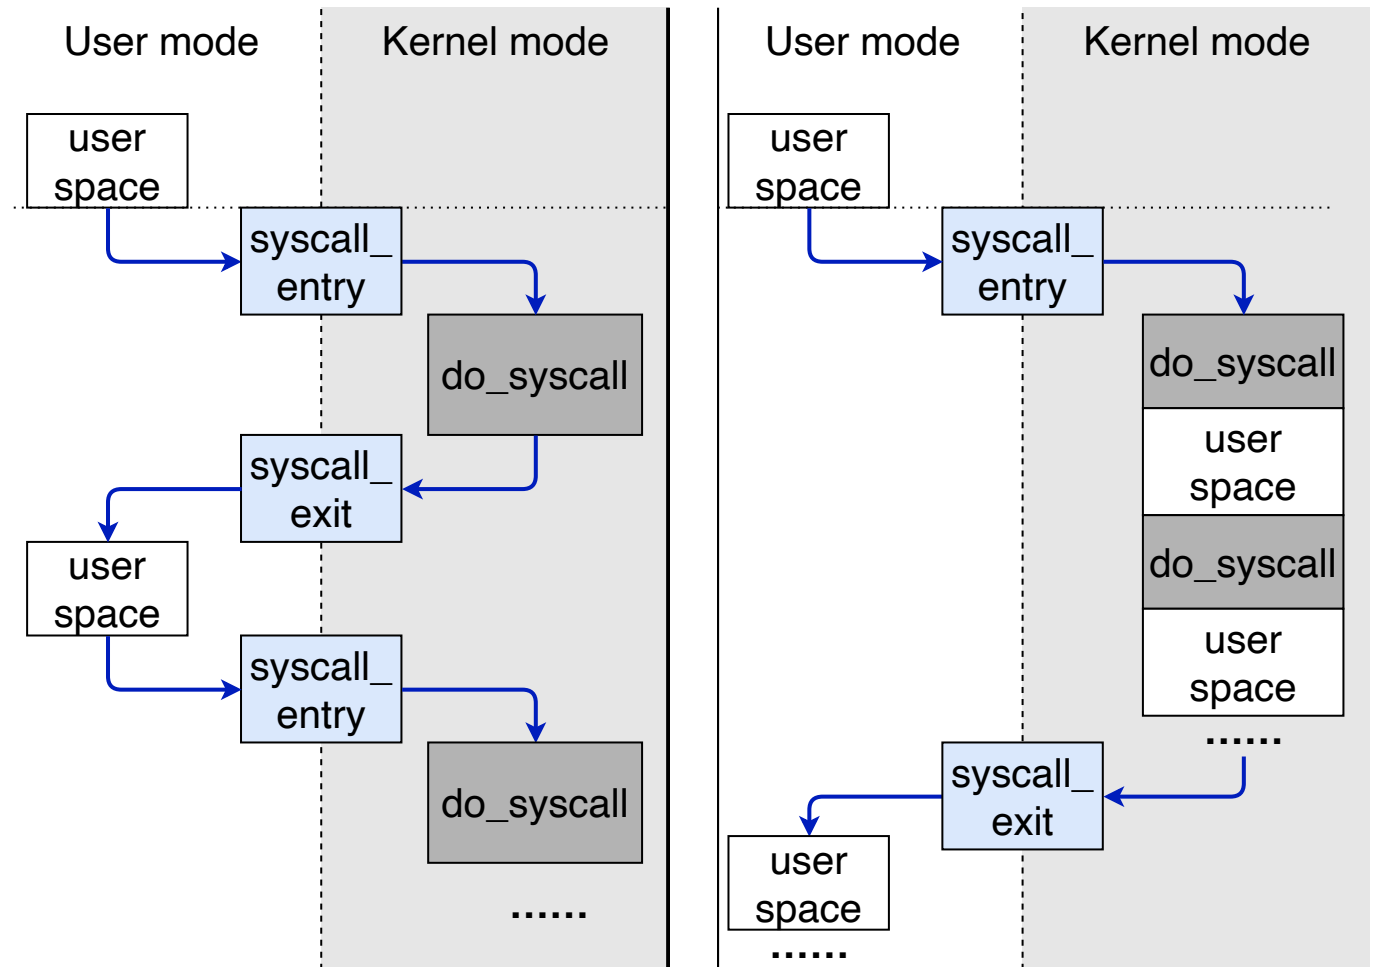 User mode
Kernel mode
user
space
syscall_
entry
do_syscall
syscall_
exit
user
space
syscall_
entry
do_syscall
......
User mode
Kernel mode
user
space
syscall_
entry
do_syscall
user
space
do_syscall
user
space
......
syscall_
exit
user
space
......